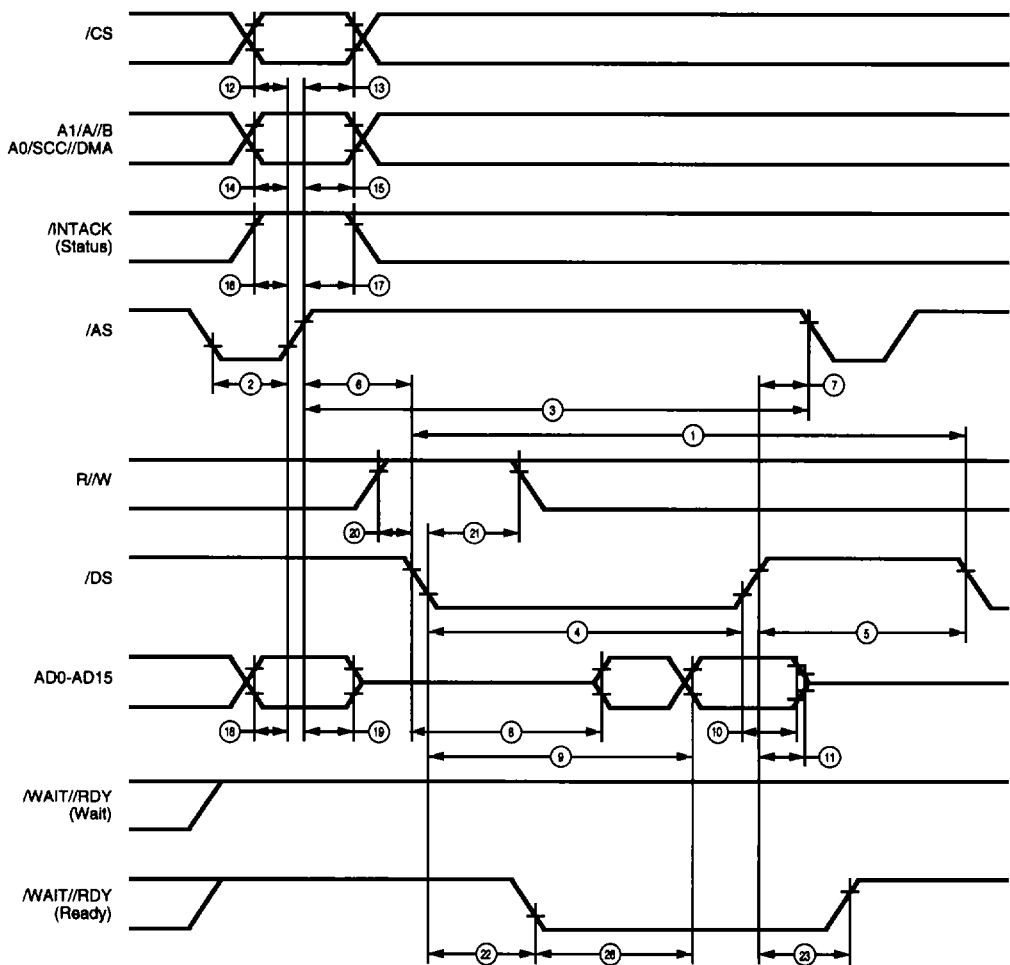 /CS
12
13
A1/A//B
A0/SCC//DMA
14
15
/INTACK
(Status)
16
17
/AS
2
6
7
3
1
R//W
20
21
/DS
4
5
AD0-AD15
18
19
8
10
9
11
/WAIT//RDY
(Wait)
/WAIT//RDY
(Ready)
22
26
23